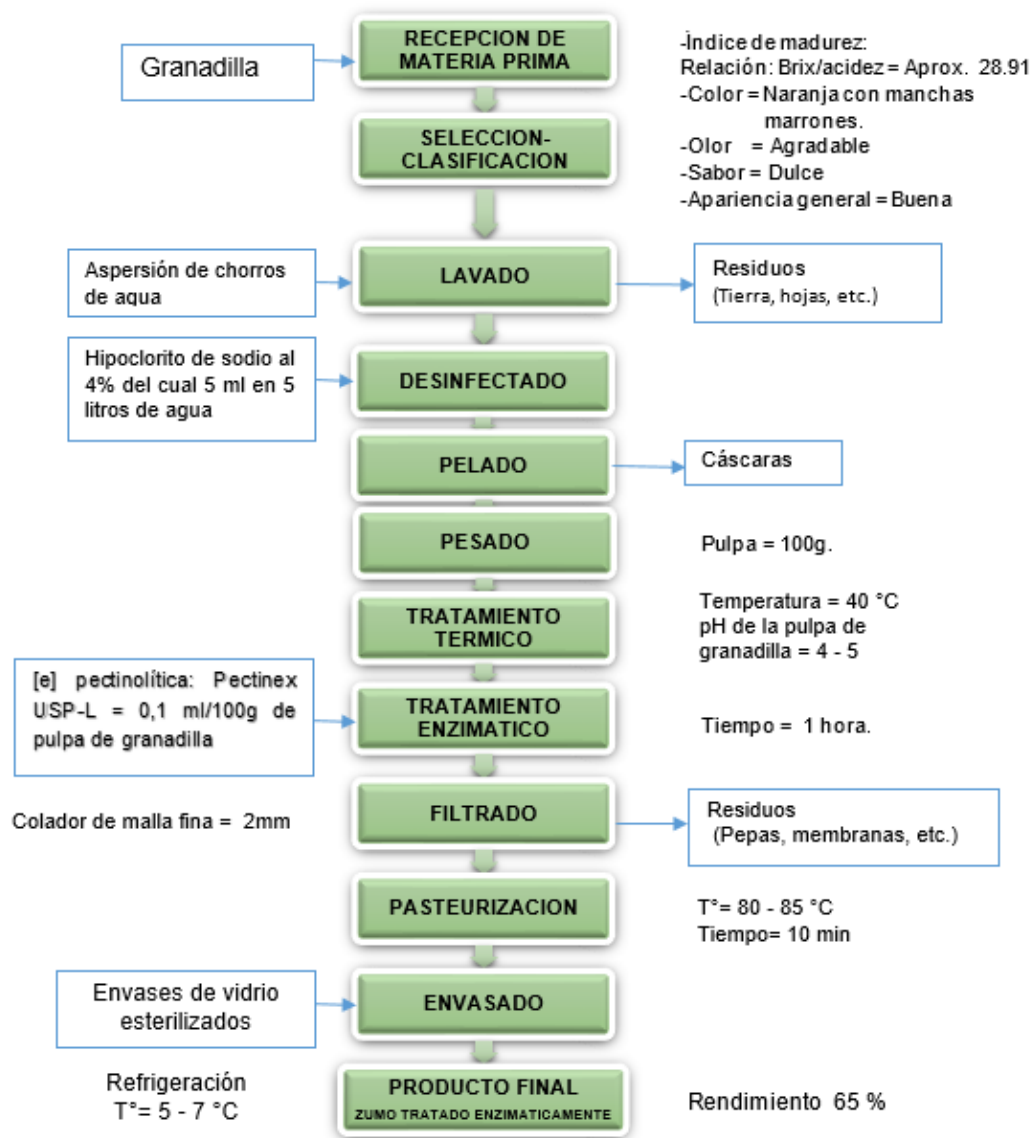 Granadilla
RECEPCION DE
MATERIA PRIMA
-Índice de madurez:
Relación: Brix/acidez = Aprox. 28.91
-Color = Naranja con manchas
marrones.
-Olor = Agradable
-Sabor = Dulce
-Apariencia general = Buena
SELECCION-
CLASIFICACION
Aspersión de chorros
de agua
LAVADO
Residuos
(Tierra, hojas, etc.)
Hipoclorito de sodio al
4% del cual 5 ml en 5
litros de agua
DESINFECTADO
PELADO
Cáscaras
PESADO
Pulpa = 100g.
TRATAMIENTO
TERMICO
Temperatura = 40 °C
pH de la pulpa de
granadilla = 4 - 5
[e] pectinolítica: Pectinex
USP-L = 0,1 ml/100g de
pulpa de granadilla
TRATAMIENTO
ENZIMATICO
Tiempo = 1 hora.
Colador de malla fina = 2mm
FILTRADO
Residuos
(Pepas, membranas, etc.)
PASTEURIZACION
T°= 80 - 85 °C
Tiempo= 10 min
Envases de vidrio
esterilizados
ENVASADO
Refrigeración
T°= 5 - 7 °C
PRODUCTO FINAL
ZUMO TRATADO ENZIMATICAMENTE
Rendimiento 65 %